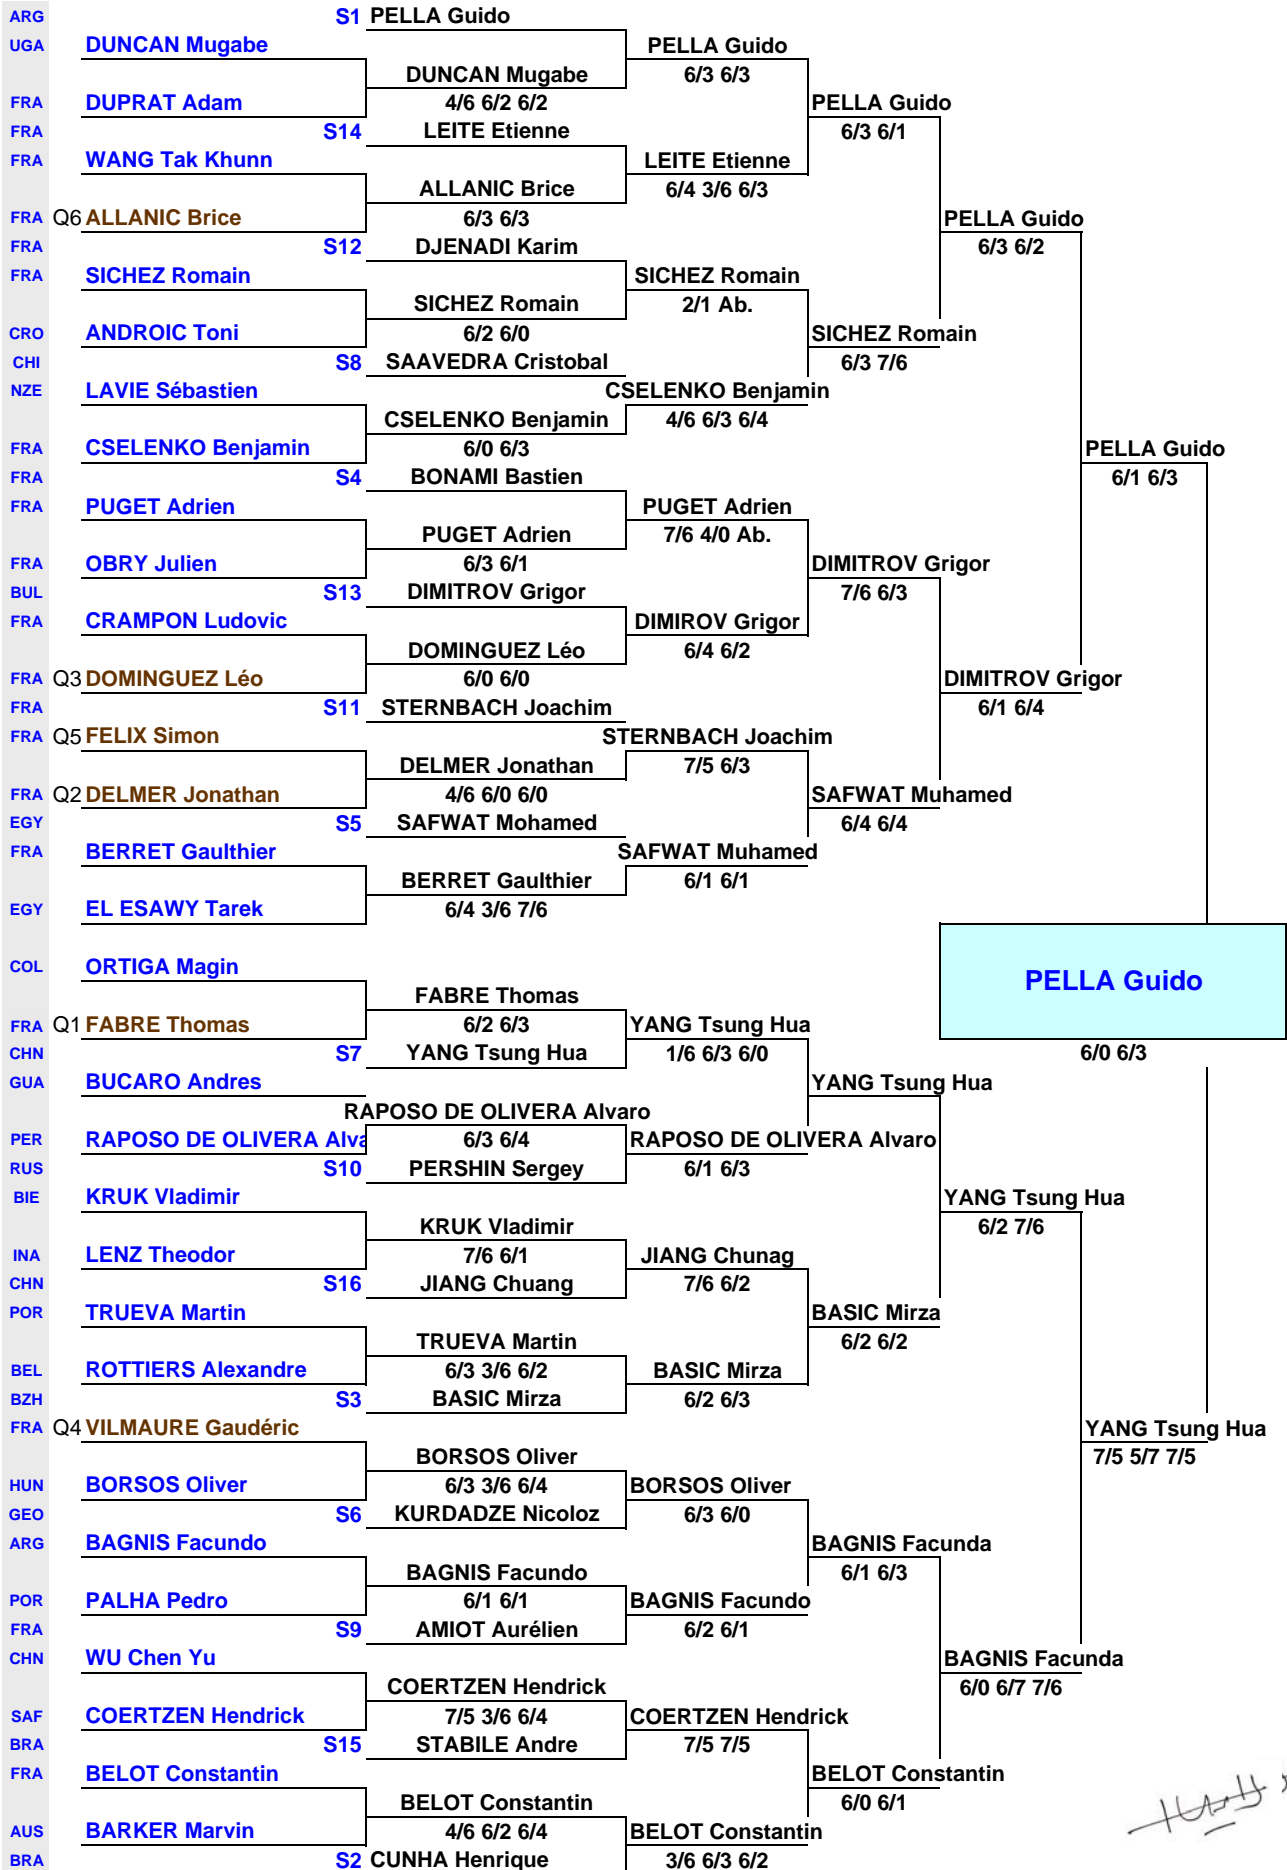 ARG S1 PELLA Guido
UGA DUNCAN Mugabe PELLA Guido
DUNCAN Mugabe 6/3 6/3
FRA DUPRAT Adam 4/6 6/2 6/2 PELLA Guido
FRA S14 LEITE Etienne 6/3 6/1
FRA WANG Tak Khunn LEITE Etienne
ALLANIC Brice 6/4 3/6 6/3
FRA Q6 ALLANIC Brice 6/3 6/3 PELLA Guido
FRA S12 DJENADI Karim 6/3 6/2
FRA SICHEZ Romain SICHEZ Romain
SICHEZ Romain 2/1 Ab.
CRO ANDROIC Toni 6/2 6/0 SICHEZ Romain
CHI S8 SAAVEDRA Cristobal 6/3 7/6
NZE LAVIE Sébastien CSELENKO Benjamin
CSELENKO Benjamin 4/6 6/3 6/4
FRA CSELENKO Benjamin 6/0 6/3 PELLA Guido
FRA S4 BONAMI Bastien 6/1 6/3
FRA PUGET Adrien PUGET Adrien
PUGET Adrien 7/6 4/0 Ab.
FRA OBRY Julien 6/3 6/1 DIMITROV Grigor
BUL S13 DIMITROV Grigor 7/6 6/3
FRA CRAMPON Ludovic DIMIROV Grigor
DOMINGUEZ Léo 6/4 6/2
FRA Q3 DOMINGUEZ Léo 6/0 6/0 DIMITROV Grigor
FRA S11 STERNBACH Joachim 6/1 6/4
FRA Q5 FELIX Simon STERNBACH Joachim
DELMER Jonathan 7/5 6/3
FRA Q2 DELMER Jonathan 4/6 6/0 6/0 SAFWAT Muhamed
EGY S5 SAFWAT Mohamed 6/4 6/4
FRA BERRET Gaulthier SAFWAT Muhamed
BERRET Gaulthier 6/1 6/1
EGY EL ESAWY Tarek 6/4 3/6 7/6
COL ORTIGA Magin PELLA Guido
FABRE Thomas
FRA Q1 FABRE Thomas 6/2 6/3 YANG Tsung Hua
CHN S7 YANG Tsung Hua 1/6 6/3 6/0 6/0 6/3
GUA BUCARO Andres YANG Tsung Hua
RAPOSO DE OLIVERA Alvaro
PER RAPOSO DE OLIVERA Alva 6/3 6/4 RAPOSO DE OLIVERA Alvaro
RUS S10 PERSHIN Sergey 6/1 6/3
BIE KRUK Vladimir YANG Tsung Hua
KRUK Vladimir 6/2 7/6
INA LENZ Theodor 7/6 6/1 JIANG Chunag
CHN S16 JIANG Chuang 7/6 6/2
POR TRUEVA Martin BASIC Mirza
TRUEVA Martin 6/2 6/2
BEL ROTTIERS Alexandre 6/3 3/6 6/2 BASIC Mirza
BZH S3 BASIC Mirza 6/2 6/3
FRA Q4 VILMAURE Gaudéric YANG Tsung Hua
BORSOS Oliver 7/5 5/7 7/5
HUN BORSOS Oliver 6/3 3/6 6/4 BORSOS Oliver
GEO S6 KURDADZE Nicoloz 6/3 6/0
ARG BAGNIS Facundo BAGNIS Facunda
BAGNIS Facundo 6/1 6/3
POR PALHA Pedro 6/1 6/1 BAGNIS Facundo
FRA S9 AMIOT Aurélien 6/2 6/1
CHN WU Chen Yu BAGNIS Facunda
COERTZEN Hendrick 6/0 6/7 7/6
SAF COERTZEN Hendrick 7/5 3/6 6/4 COERTZEN Hendrick
BRA S15 STABILE Andre 7/5 7/5
FRA BELOT Constantin BELOT Constantin
BELOT Constantin 6/0 6/1
AUS BARKER Marvin 4/6 6/2 6/4 BELOT Constantin
BRA S2 CUNHA Henrique 3/6 6/3 6/2